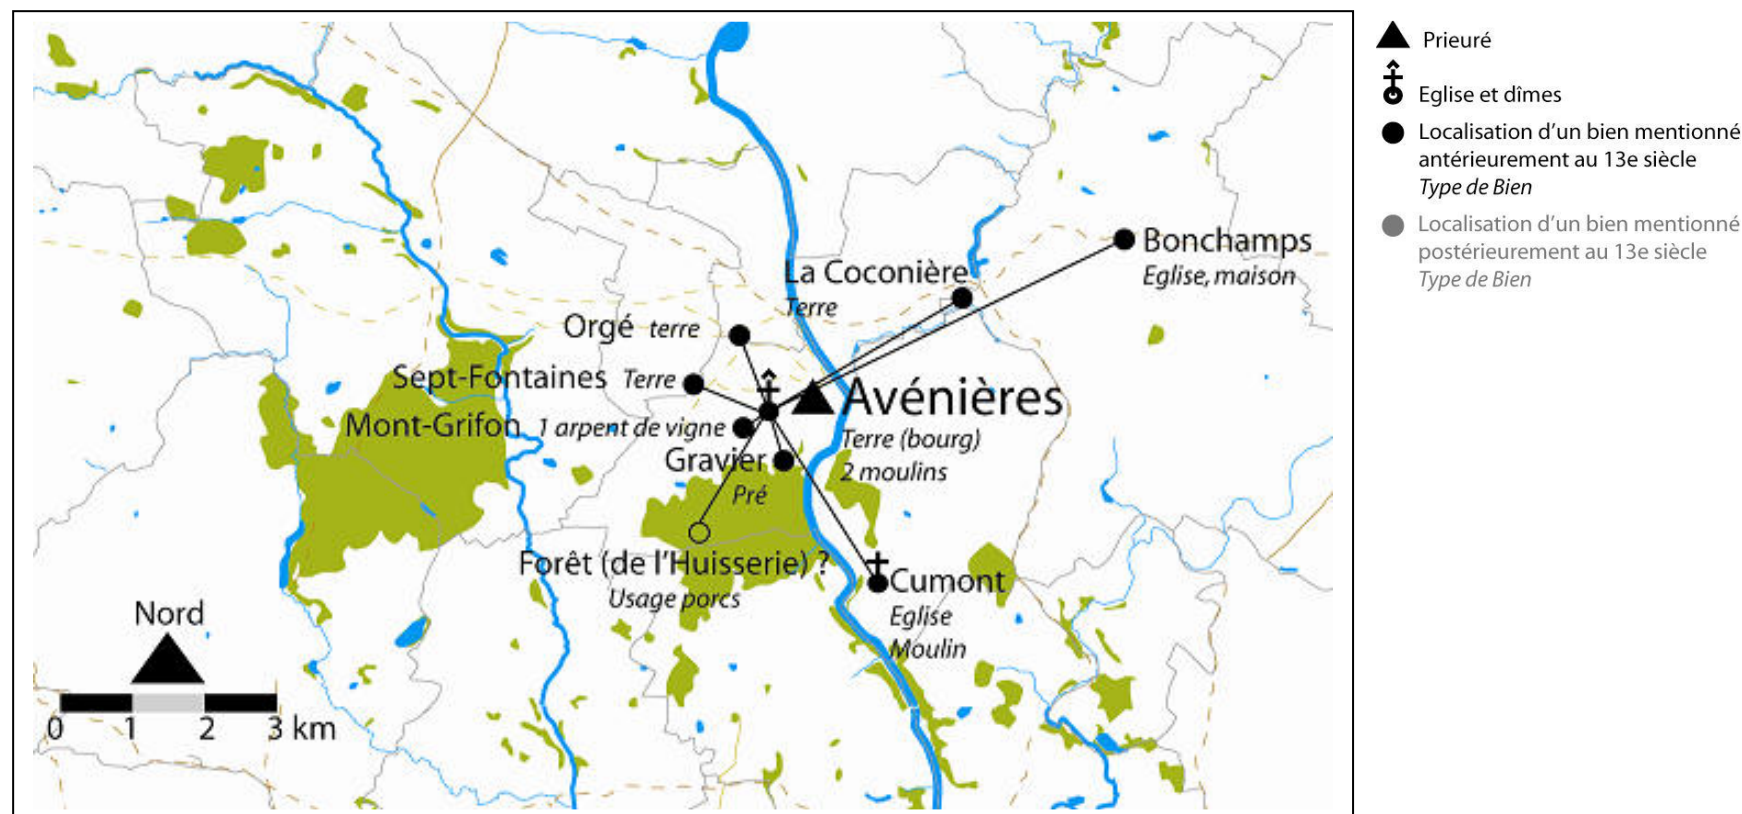 Bonchamps
Eglise, maison
La Coconière
Terre
Orgé terre
Sept-Fontaines Terre
Avénières
Mont-Grifon 1 arpent de vigne
Terre (bourg)
2 moulins
Gravier
Pré
Forêt (de l'Huisserie) ?
Usage porcs
Cumont
Eglise
Moulin
Nord
0 1 2 3 km
Prieuré
Eglise et dîmes
Localisation d'un bien mentionné
antérieurement au 13e siècle
Type de Bien
Localisation d'un bien mentionné
postérieurement au 13e siècle
Type de Bien